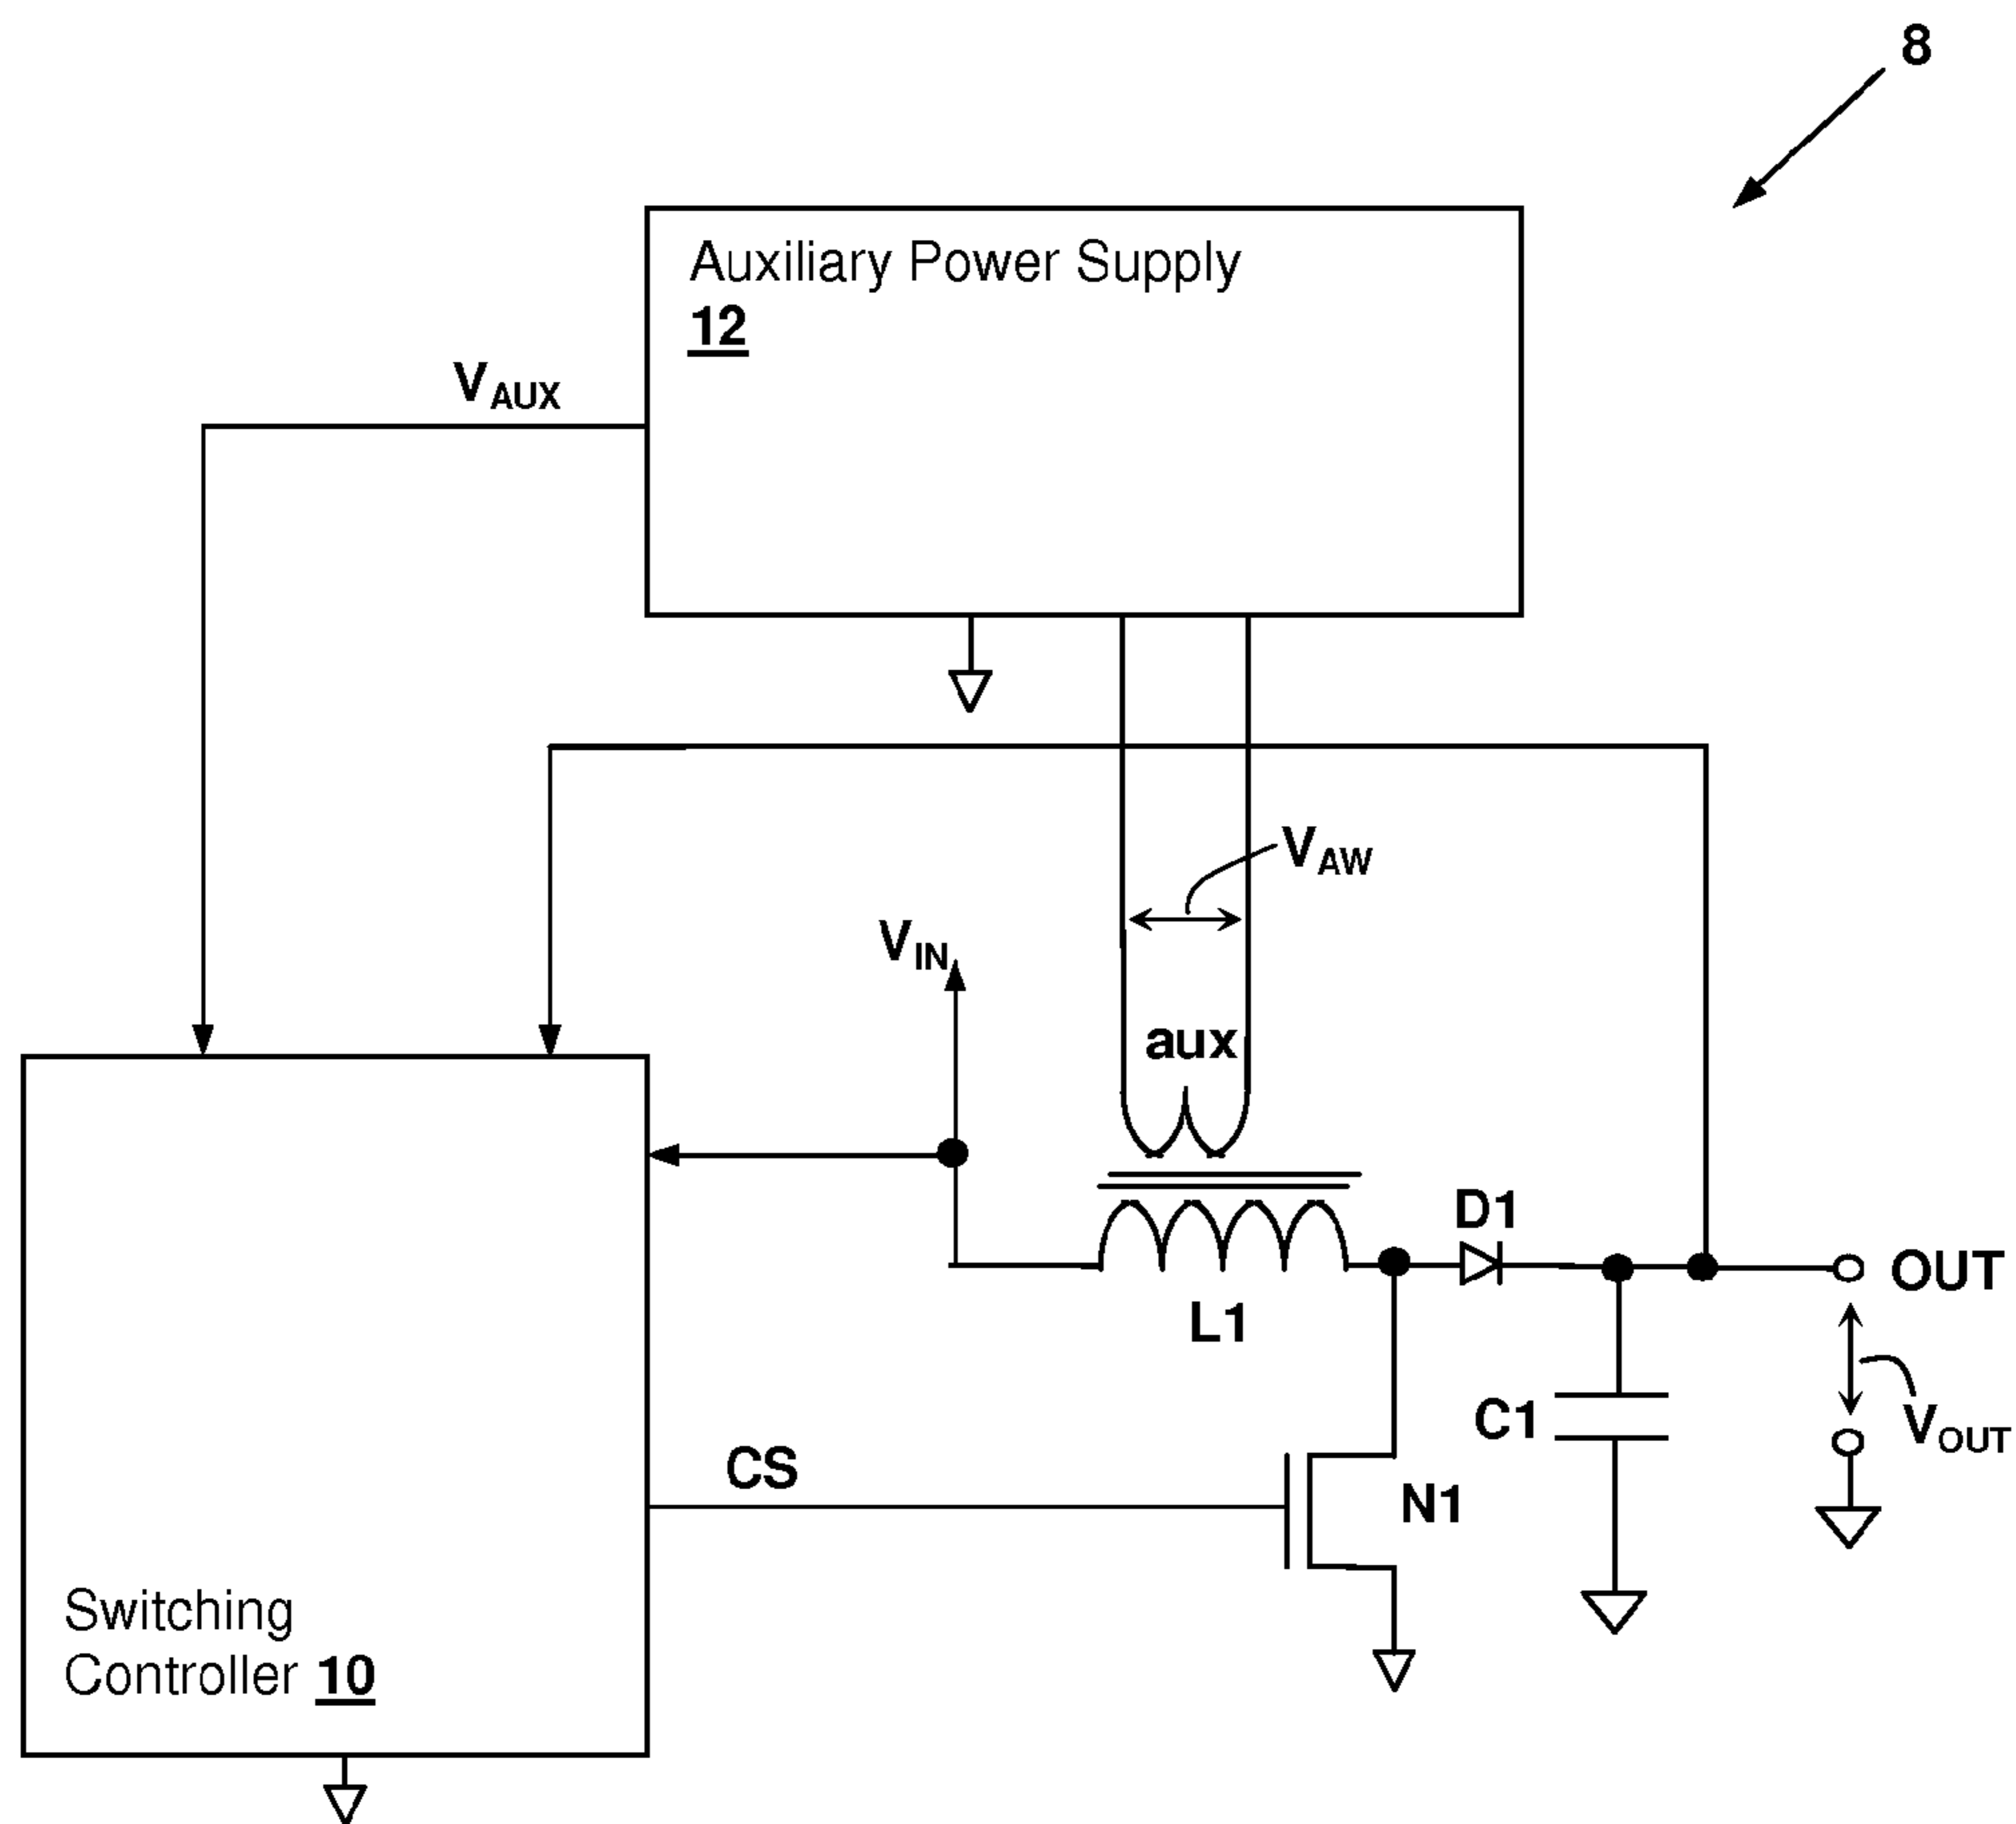 8
Auxiliary Power Supply
12
VAUX
VAW
VIN
aux
D1
OUT
L1
C1
VOUT
CS
N1
Switching
Controller 10